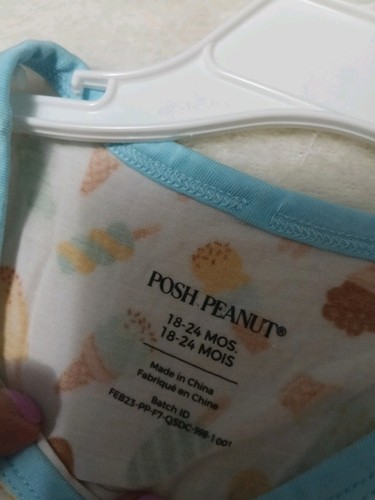 POSH PEANUT®
18-24 MOS.
18-24 MOIS
Made in China
Fabriqué en Chine
Batch ID